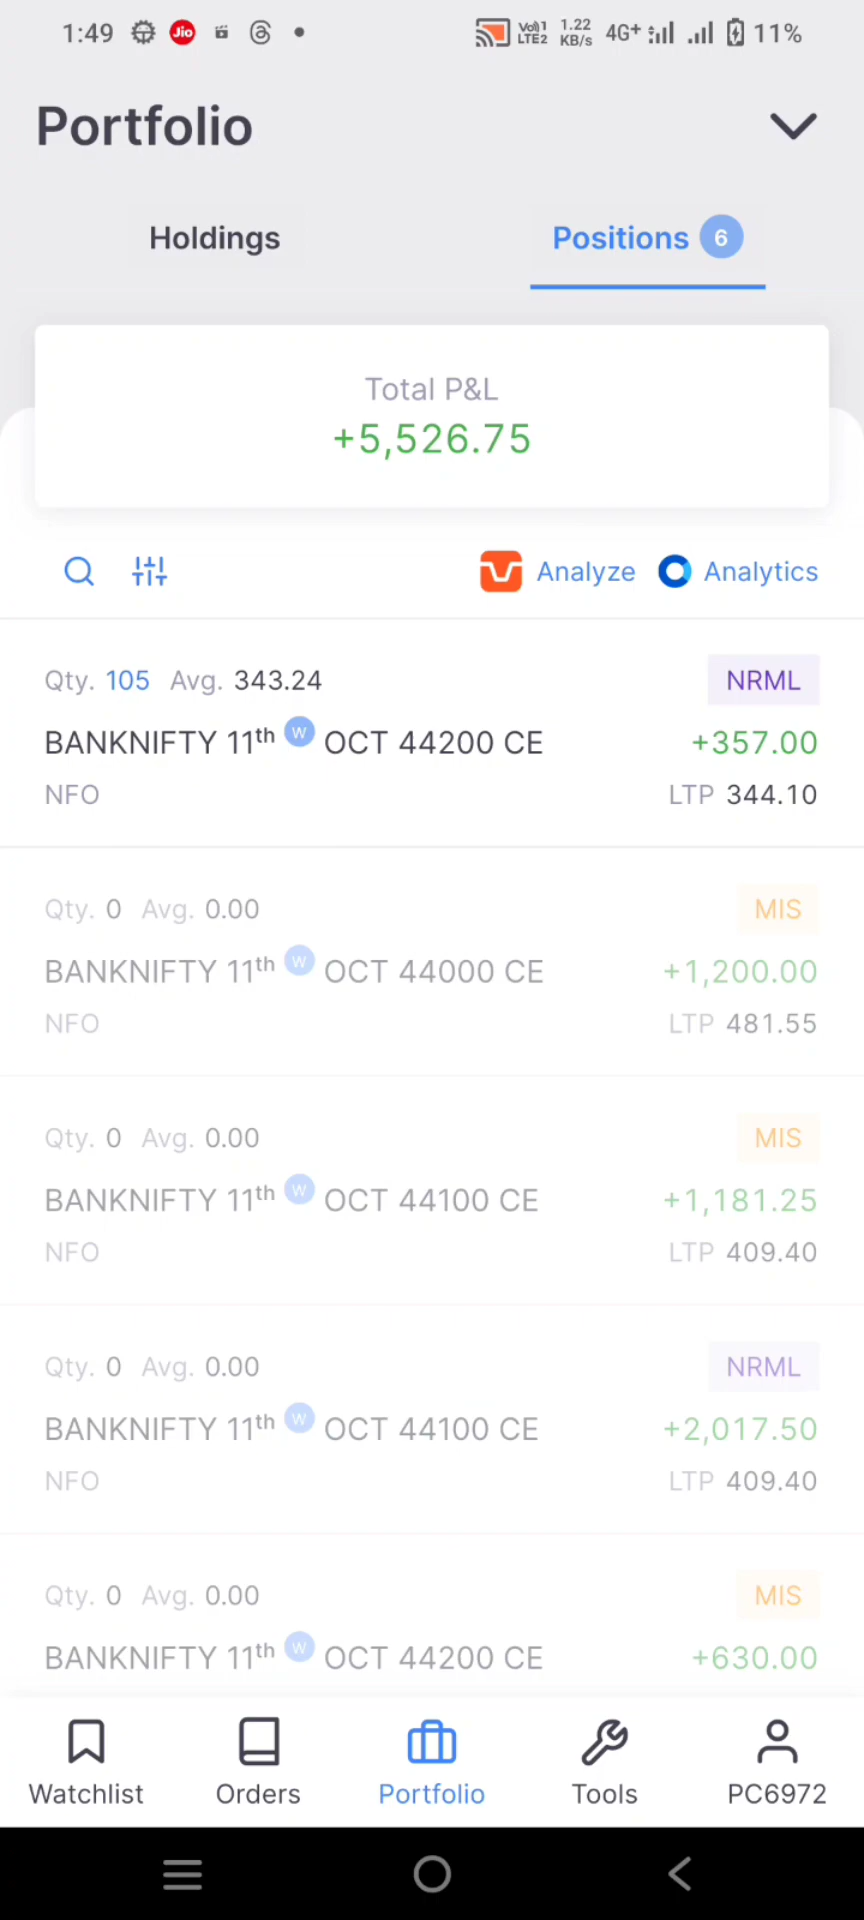 1:49 Jio Vo)) 1 LTE2 1.22 KB/s 4G+ 11%
Portfolio
Holdings Positions 6
Total P&L
+5,526.75
Analyze Analytics
Qty. 105 Avg. 343.24 NRML
BANKNIFTY 11th W OCT 44200 CE +357.00
NFO LTP 344.10
Qty. 0 Avg. 0.00 MIS
BANKNIFTY 11th W OCT 44000 CE +1,200.00
NFO LTP 481.55
Qty. 0 Avg. 0.00 MIS
BANKNIFTY 11th W OCT 44100 CE +1,181.25
NFO LTP 409.40
Qty. 0 Avg. 0.00 NRML
BANKNIFTY 11th W OCT 44100 CE +2,017.50
NFO LTP 409.40
Qty. 0 Avg. 0.00 MIS
BANKNIFTY 11th W OCT 44200 CE +630.00
Watchlist Orders Portfolio Tools PC6972